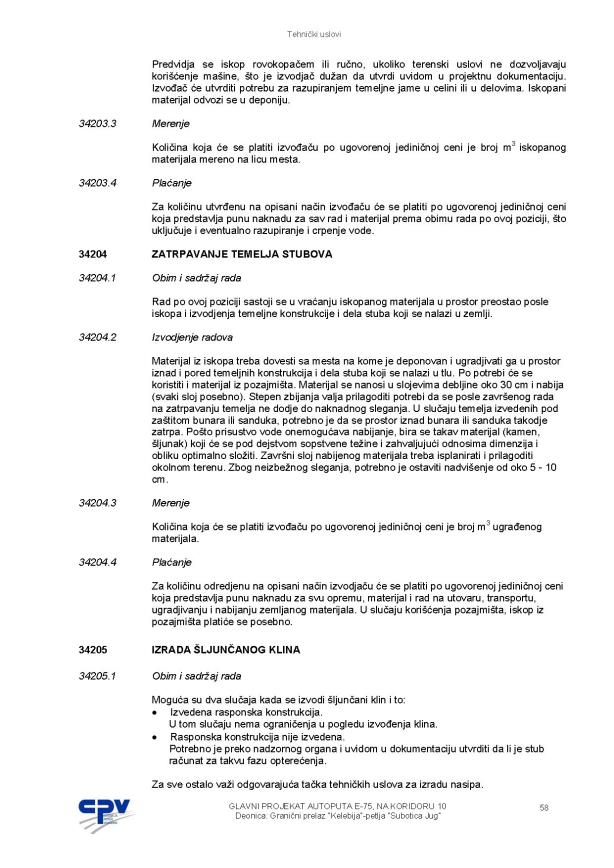 Tehnički uslovi
Predvidja se iskop rovokopačem ili ručno, ukoliko terenski uslovi ne dozvoljavaju
korišćenje mašine, što je izvodjač dužan da utvrdi uvidom u projektnu dokumentaciju.
Izvođač će utvrditi potrebu za razupiranjem temeljne jame u celini ili u delovima. Iskopani
materijal odvozi se u deponiju.
34203.3 Merenje
Količina koja će se platiti izvođaču po ugovorenoj jediničnoj ceni je broj m³ iskopanog
materijala mereno na licu mesta.
34203.4 Plaćanje
Za količinu utvrđenu na opisani način izvođaču će se platiti po ugovorenoj jediničnoj ceni
koja predstavlja punu naknadu za sav rad i materijal prema obimu rada po ovoj poziciji, što
uključuje i eventualno razupiranje i crpenje vode.
34204 ZATRPAVANJE TEMELJA STUBOVA
34204.1 Obim i sadržaj rada
Rad po ovoj poziciji sastoji se u vraćanju iskopanog materijala u prostor preostao posle
iskopa i izvodjenja temeljne konstrukcije i dela stuba koji se nalazi u zemlji.
34204.2 Izvodjenje radova
Materijal iz iskopa treba dovesti sa mesta na kome je deponovan i ugradjivati ga u prostor
iznad i pored temeljnih konstrukcija i dela stuba koji se nalazi u tlu. Po potrebi će se
koristiti i materijal iz pozajmišta. Materijal se nanosi u slojevima debljine oko 30 cm i nabija
(svaki sloj posebno). Stepen zbijanja valja prilagoditi potrebi da se posle završenog rada
na zatrpavanju temelja ne dodje do naknadnog sleganja. U slučaju temelja izvedenih pod
zaštitom bunara ili sanduka, potrebno je da se prostor iznad bunara ili sanduka takodje
zatrpa. Pošto prisustvo vode onemogućava nabijanje, bira se takav materijal (kamen,
šljunak) koji će se pod dejstvom sopstvene težine i zahvaljujući odnosima dimenzija i
obliku optimalno složiti. Završni sloj nabijenog materijala treba isplanirati i prilagoditi
okolnom terenu. Zbog neizbežnog sleganja, potrebno je ostaviti nadvišenje od oko 5 - 10
cm.
34204.3 Merenje
Količina koja će se platiti izvođaču po ugovorenoj jediničnoj ceni je broj m³ ugrađenog
materijala.
34204.4 Plaćanje
Za količinu odredjenu na opisani način izvodjaču će se platiti po ugovorenoj jediničnoj ceni
koja predstavlja punu naknadu za svu opremu, materijal i rad na utovaru, transportu,
ugradjivanju i nabijanju zemljanog materijala. U slučaju korišćenja pozajmišta, iskop iz
pozajmišta platiće se posebno.
34205 IZRADA ŠLJUNČANOG KLINA
34205.1 Obim i sadržaj rada
Moguća su dva slučaja kada se izvodi šljunčani klin i to:
• Izvedena rasponska konstrukcija.
U tom slučaju nema ograničenja u pogledu izvođenja klina.
• Rasponska konstrukcija nije izvedena.
Potrebno je preko nadzornog organa i uvidom u dokumentaciju utvrditi da li je stub
računat za takvu fazu opterećenja.
Za sve ostalo važi odgovarajuća tačka tehničkih uslova za izradu nasipa.
CPV
GLAVNI PROJEKAT AUTOPUTA E-75, NA KORIDORU 10
Deonica: Granični prelaz "Kelebija"-petlja "Subotica Jug"
58